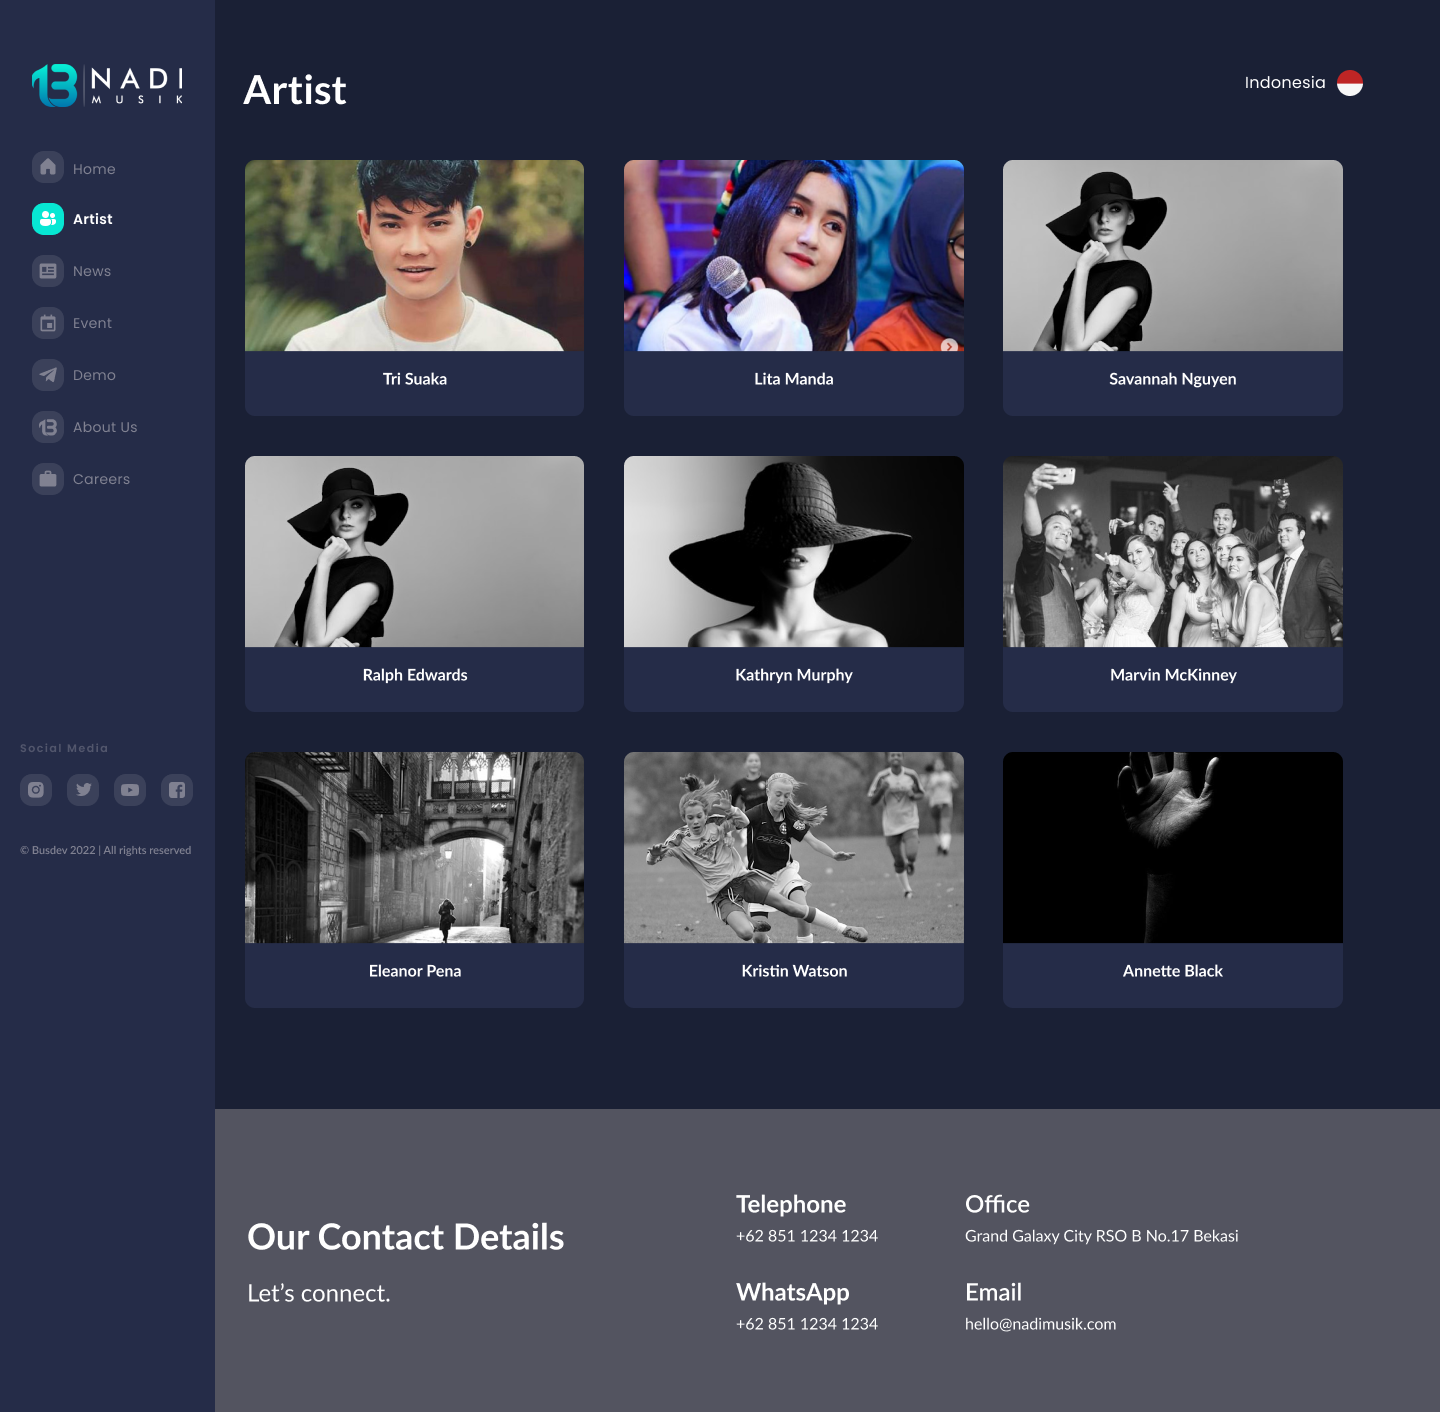 NADI
MUSIK
Home
Artist
News
Event
Demo
About Us
Careers
Social Media
© Busdev 2022 | All rights reserved
Artist
Indonesia
Tri Suaka
Lita Manda
Savannah Nguyen
Ralph Edwards
Kathryn Murphy
Marvin McKinney
Eleanor Pena
Kristin Watson
Annette Black
Our Contact Details
Let’s connect.
Telephone
+62 851 1234 1234
Office
Grand Galaxy City RSO B No.17 Bekasi
WhatsApp
+62 851 1234 1234
Email
hello@nadimusik.com